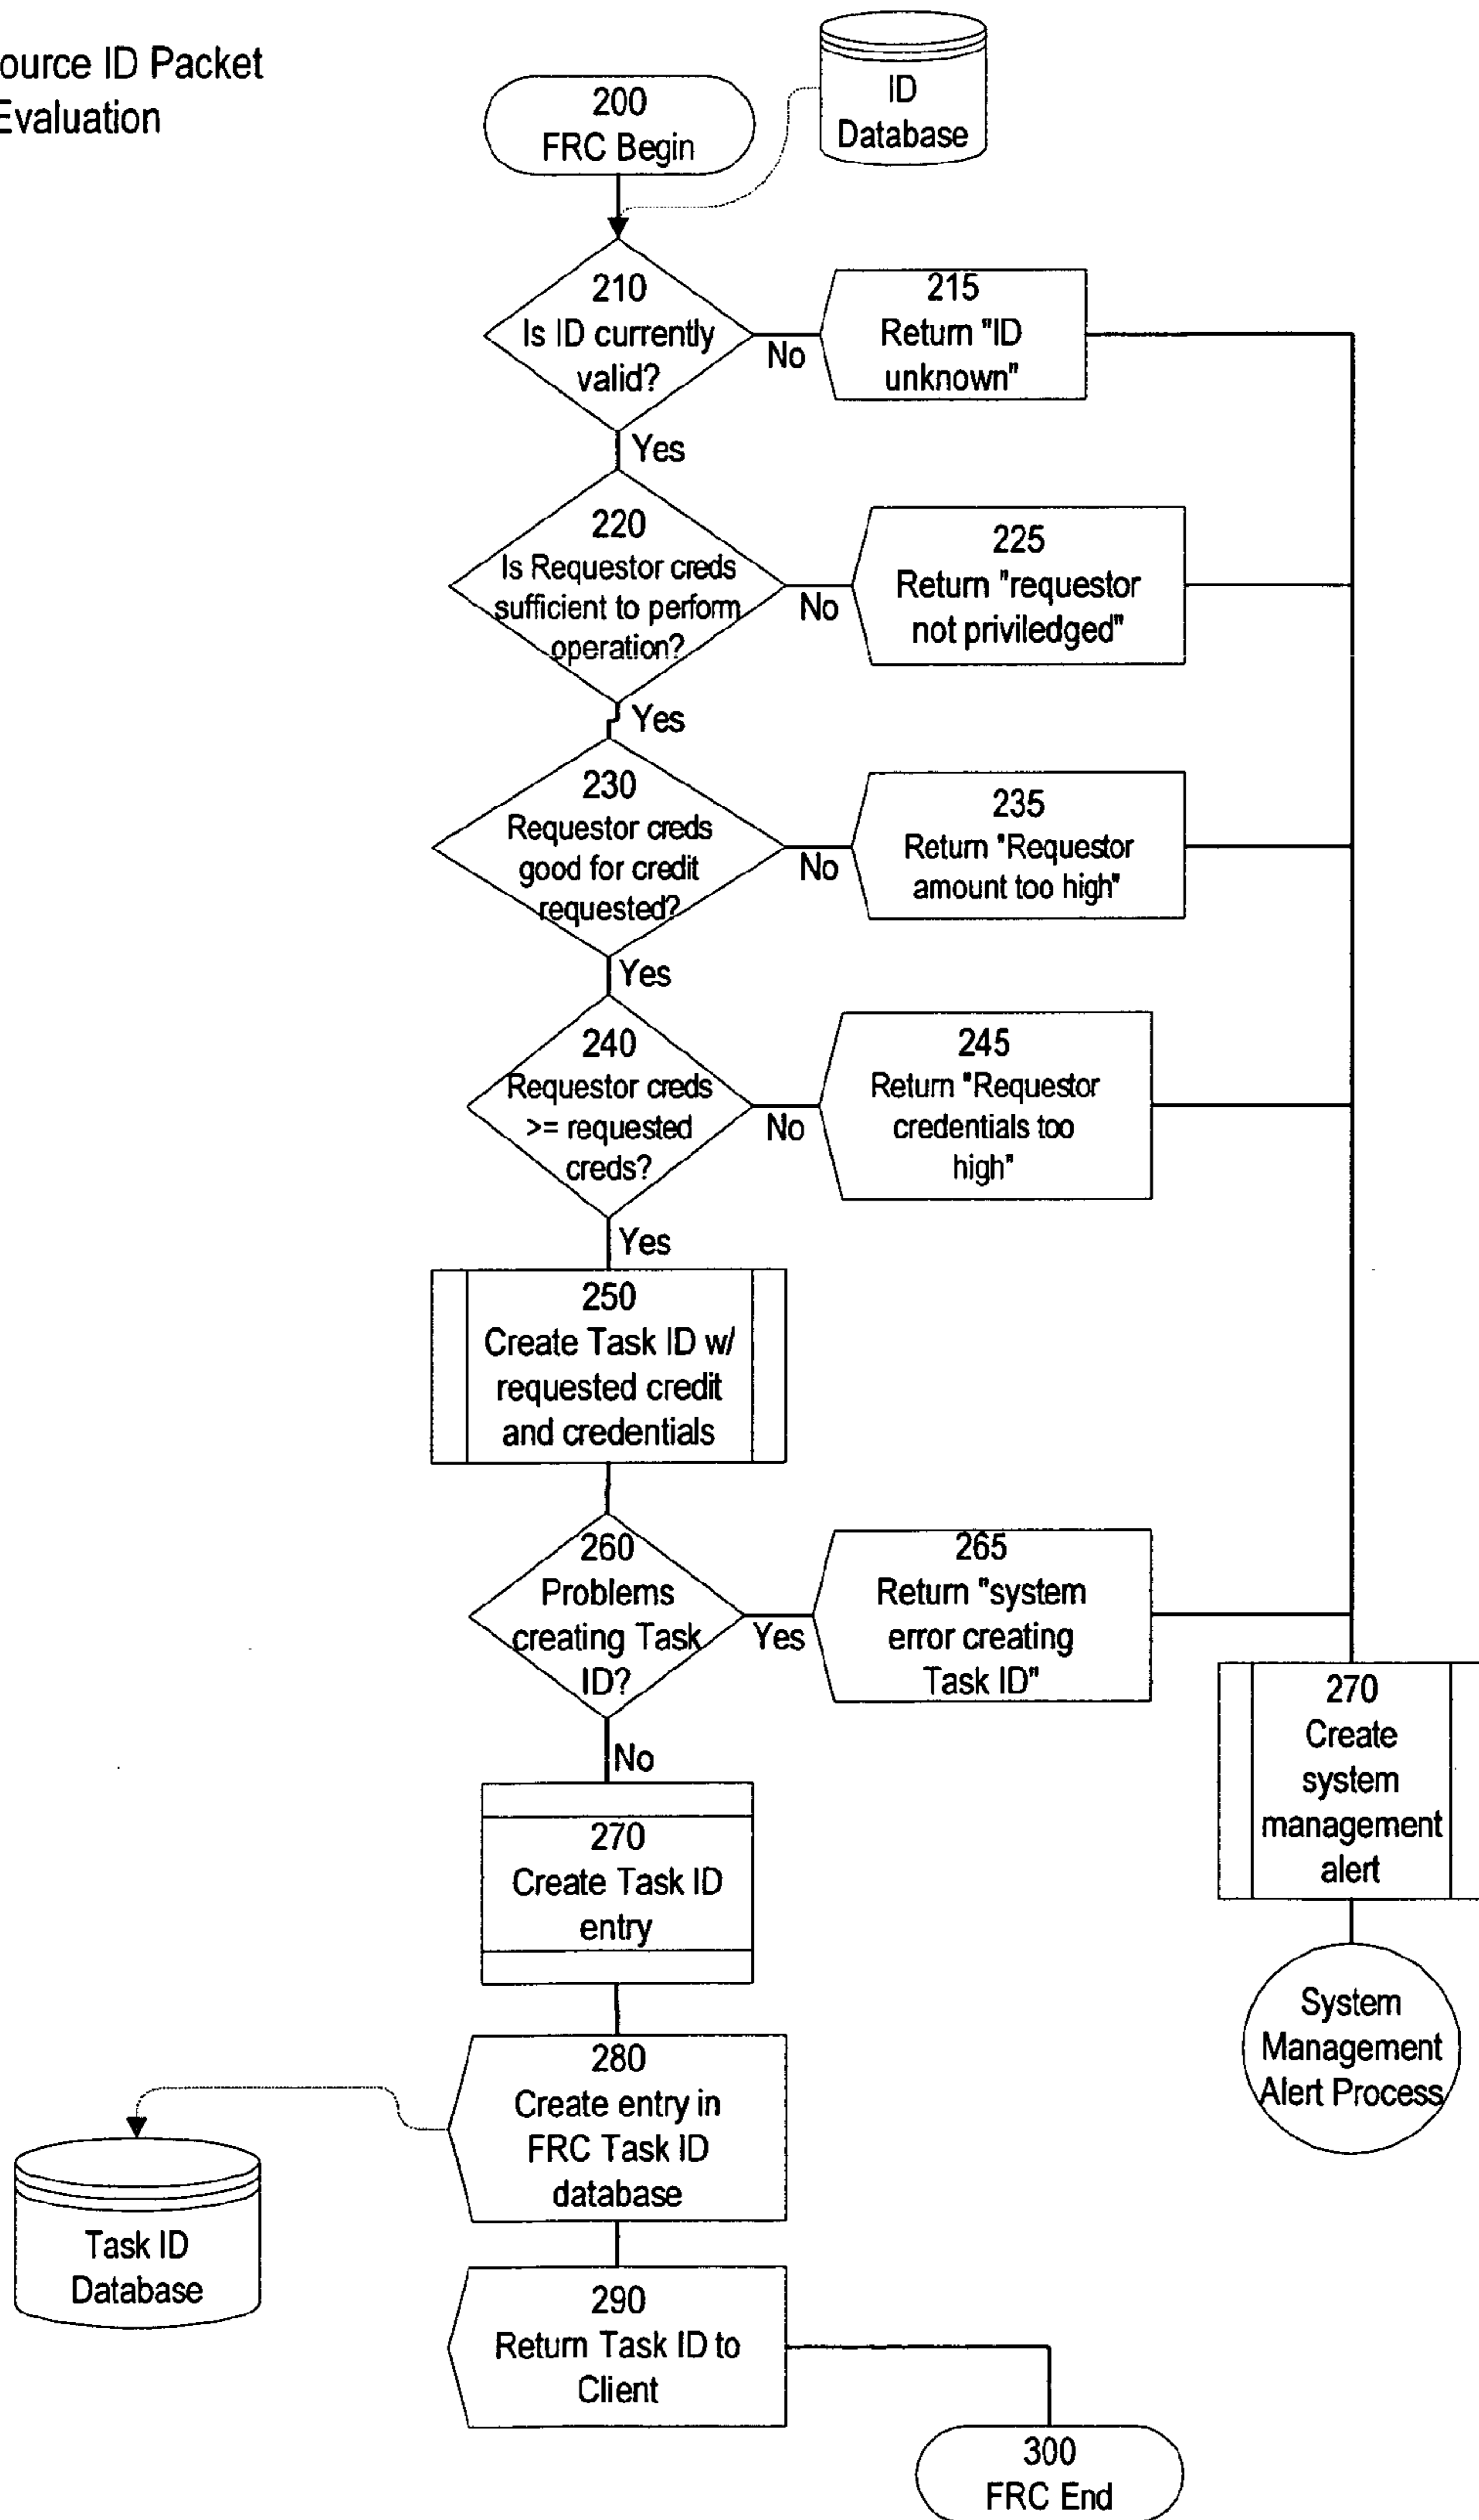 ource ID Packet
Evaluation
ID
Database
200
FRC Begin
210
Is ID currently
valid?
No
215
Return "ID
unknown"
Yes
220
Is Requestor creds
sufficient to perform
operation?
No
225
Return "requestor
not priviledged"
Yes
230
Requestor creds
good for credit
requested?
No
235
Return "Requestor
amount too high"
Yes
240
Requestor creds
>= requested
creds?
No
245
Return "Requestor
credentials too
high"
Yes
250
Create Task ID w/
requested credit
and credentials
260
Problems
creating Task
ID?
Yes
265
Return "system
error creating
Task ID"
No
270
Create
system
management
alert
270
Create Task ID
entry
System
Management
Alert Process
280
Create entry in
FRC Task ID
database
Task ID
Database
290
Return Task ID to
Client
300
FRC End